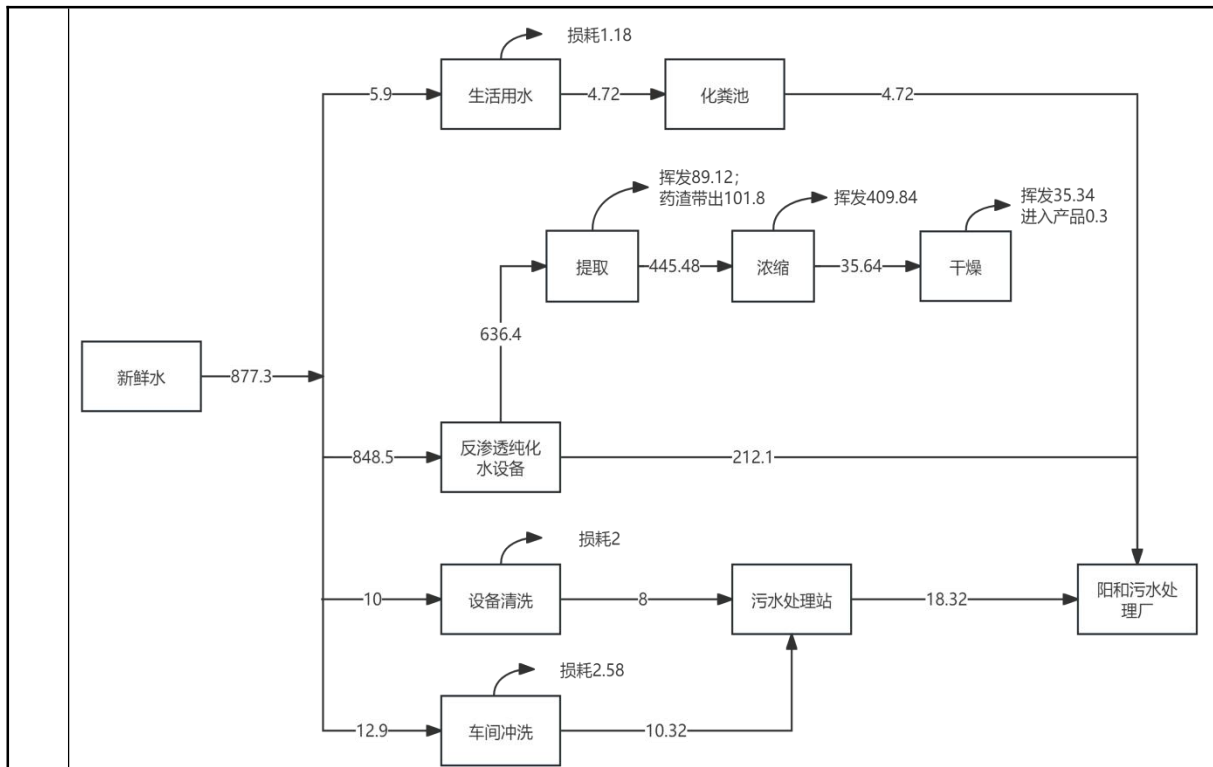 损耗1.18
5.9
生活用水
4.72
化粪池
4.72
挥发89.12；
药渣带出101.8
挥发409.84
挥发35.34
进入产品0.3
提取
445.48
浓缩
35.64
干燥
636.4
新鲜水
877.3
848.5
反渗透纯化
水设备
212.1
损耗2
10
设备清洗
8
污水处理站
18.32
阳和污水处
理厂
损耗2.58
12.9
车间冲洗
10.32